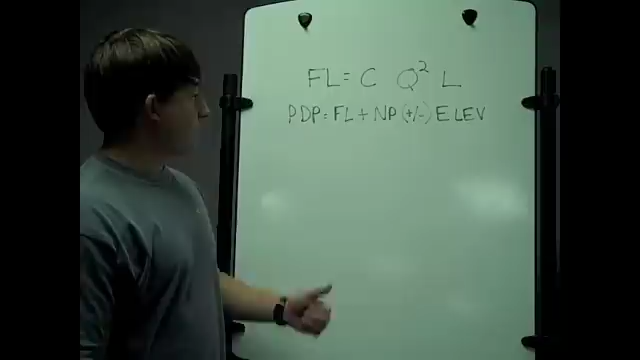 FL = C Q² L
PDP = FL + NP (+/-) ELEV